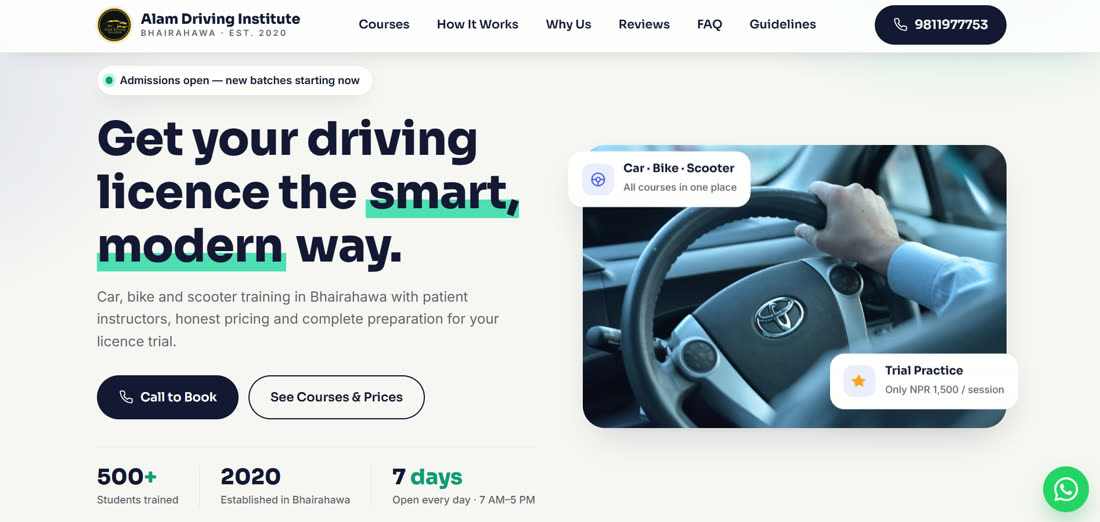 Alam Driving Institute
BHAIRAHAWA · EST. 2020
Courses
How It Works
Why Us
Reviews
FAQ
Guidelines
9811977753
Admissions open — new batches starting now
Get your driving
licence the smart,
modern way.
Car, bike and scooter training in Bhairahawa with patient
instructors, honest pricing and complete preparation for your
licence trial.
Call to Book
See Courses & Prices
500+
Students trained
2020
Established in Bhairahawa
7 days
Open every day · 7 AM–5 PM
Car · Bike · Scooter
All courses in one place
Trial Practice
Only NPR 1,500 / session